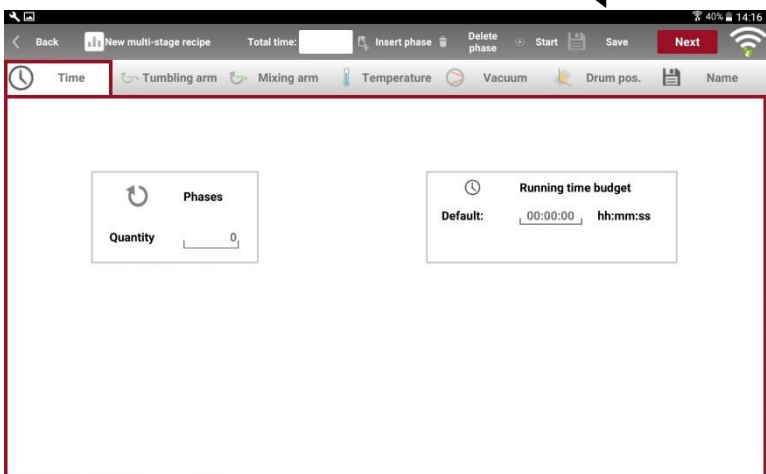 40% 14:16
Back New multi-stage recipe Total time: Insert phase Delete phase Start Save Next
Time Tumbling arm Mixing arm Temperature Vacuum Drum pos. Name
Phases
Quantity 0
Running time budget
Default: 00:00:00 hh:mm:ss